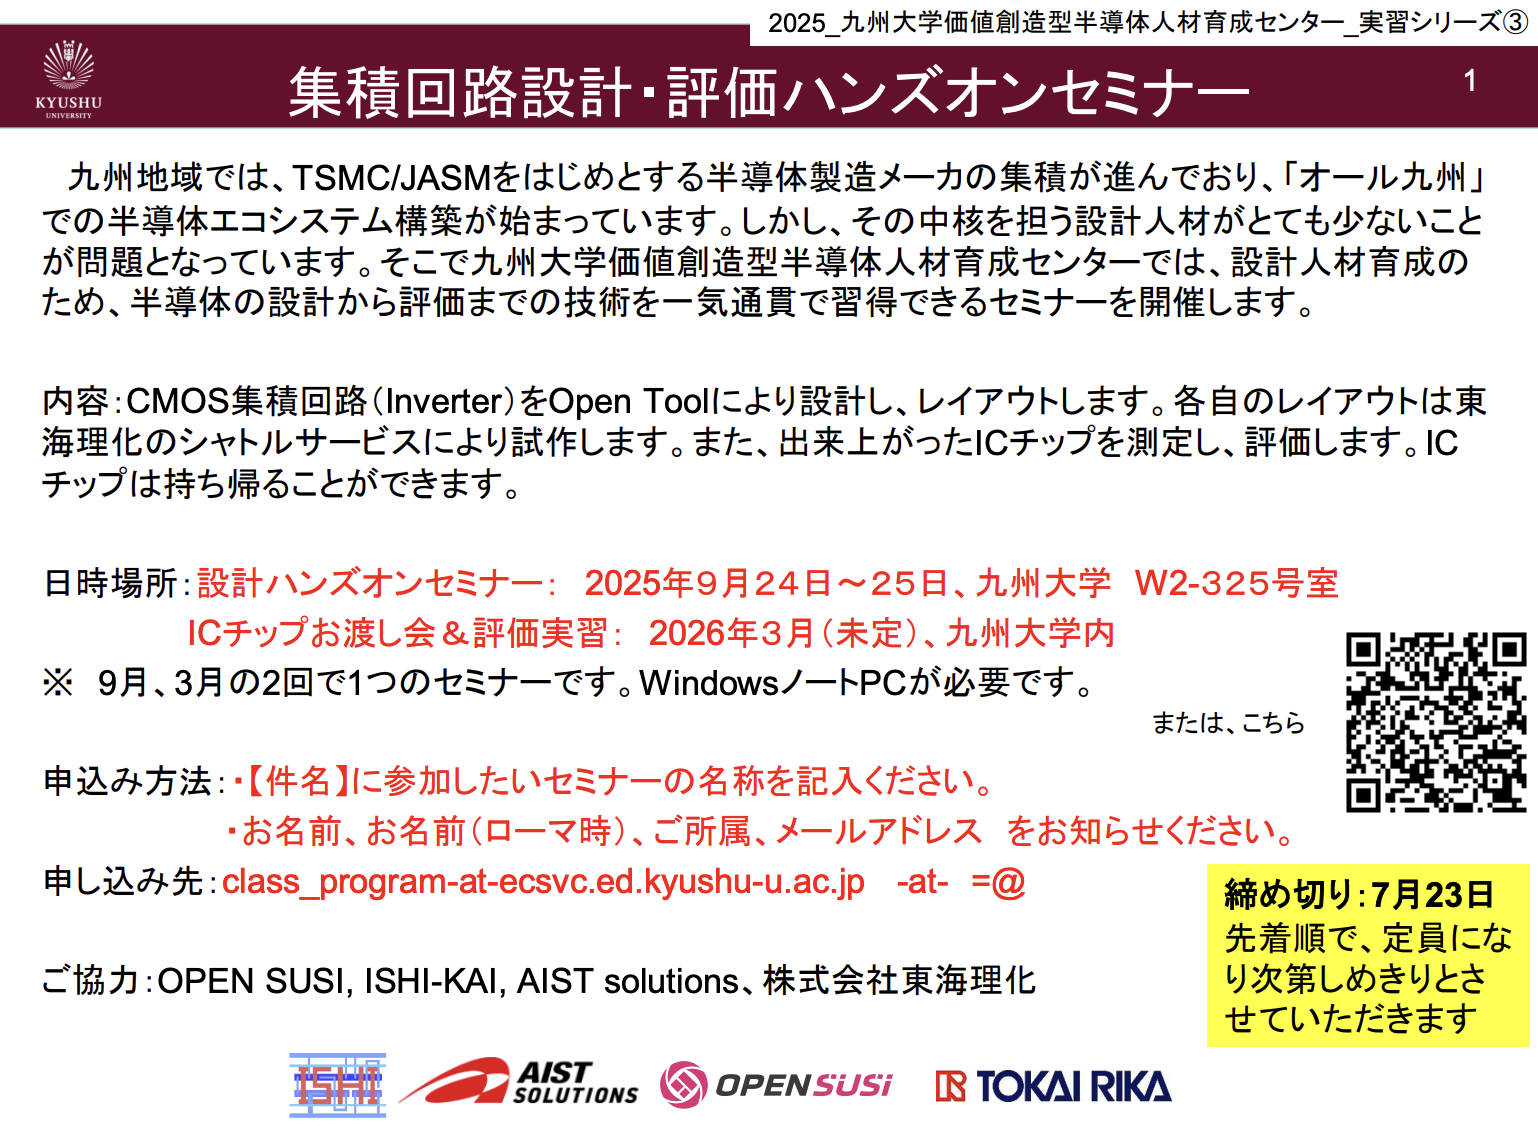 2025_九州大学価値創造型半導体人材育成センター_実習シリーズ③
KYUSHU
UNIVERSITY
集積回路設計・評価ハンズオンセミナー
1
九州地域では、TSMC/JASMをはじめとする半導体製造メーカの集積が進んでおり、「オール九州」
での半導体エコシステム構築が始まっています。しかし、その中核を担う設計人材がとても少ないこと
が問題となっています。そこで九州大学価値創造型半導体人材育成センターでは、設計人材育成の
ため、半導体の設計から評価までの技術を一気通貫で習得できるセミナーを開催します。
内容：CMOS集積回路（Inverter）をOpen Toolにより設計し、レイアウトします。各自のレイアウトは東
海理化のシャトルサービスにより試作します。また、出来上がったICチップを測定し、評価します。IC
チップは持ち帰ることができます。
日時場所：設計ハンズオンセミナー：　2025年９月２４日～２５日、九州大学　W2-３２５号室
ICチップお渡し会＆評価実習：　2026年３月（未定）、九州大学内
※　9月、3月の2回で1つのセミナーです。WindowsノートPCが必要です。
または、こちら
申込み方法：・【件名】に参加したいセミナーの名称を記入ください。
・お名前、お名前（ローマ時）、ご所属、メールアドレス　をお知らせください。
申し込み先：class_program-at-ecsvc.ed.kyushu-u.ac.jp　-at-　=@
締め切り：7月23日
先着順で、定員にな
り次第しめきりとさ
せていただきます
ご協力：OPEN SUSI, ISHI-KAI, AIST solutions、株式会社東海理化
ISHI
AIST
SOLUTIONS
OPENSUSi
TOKAI RIKA